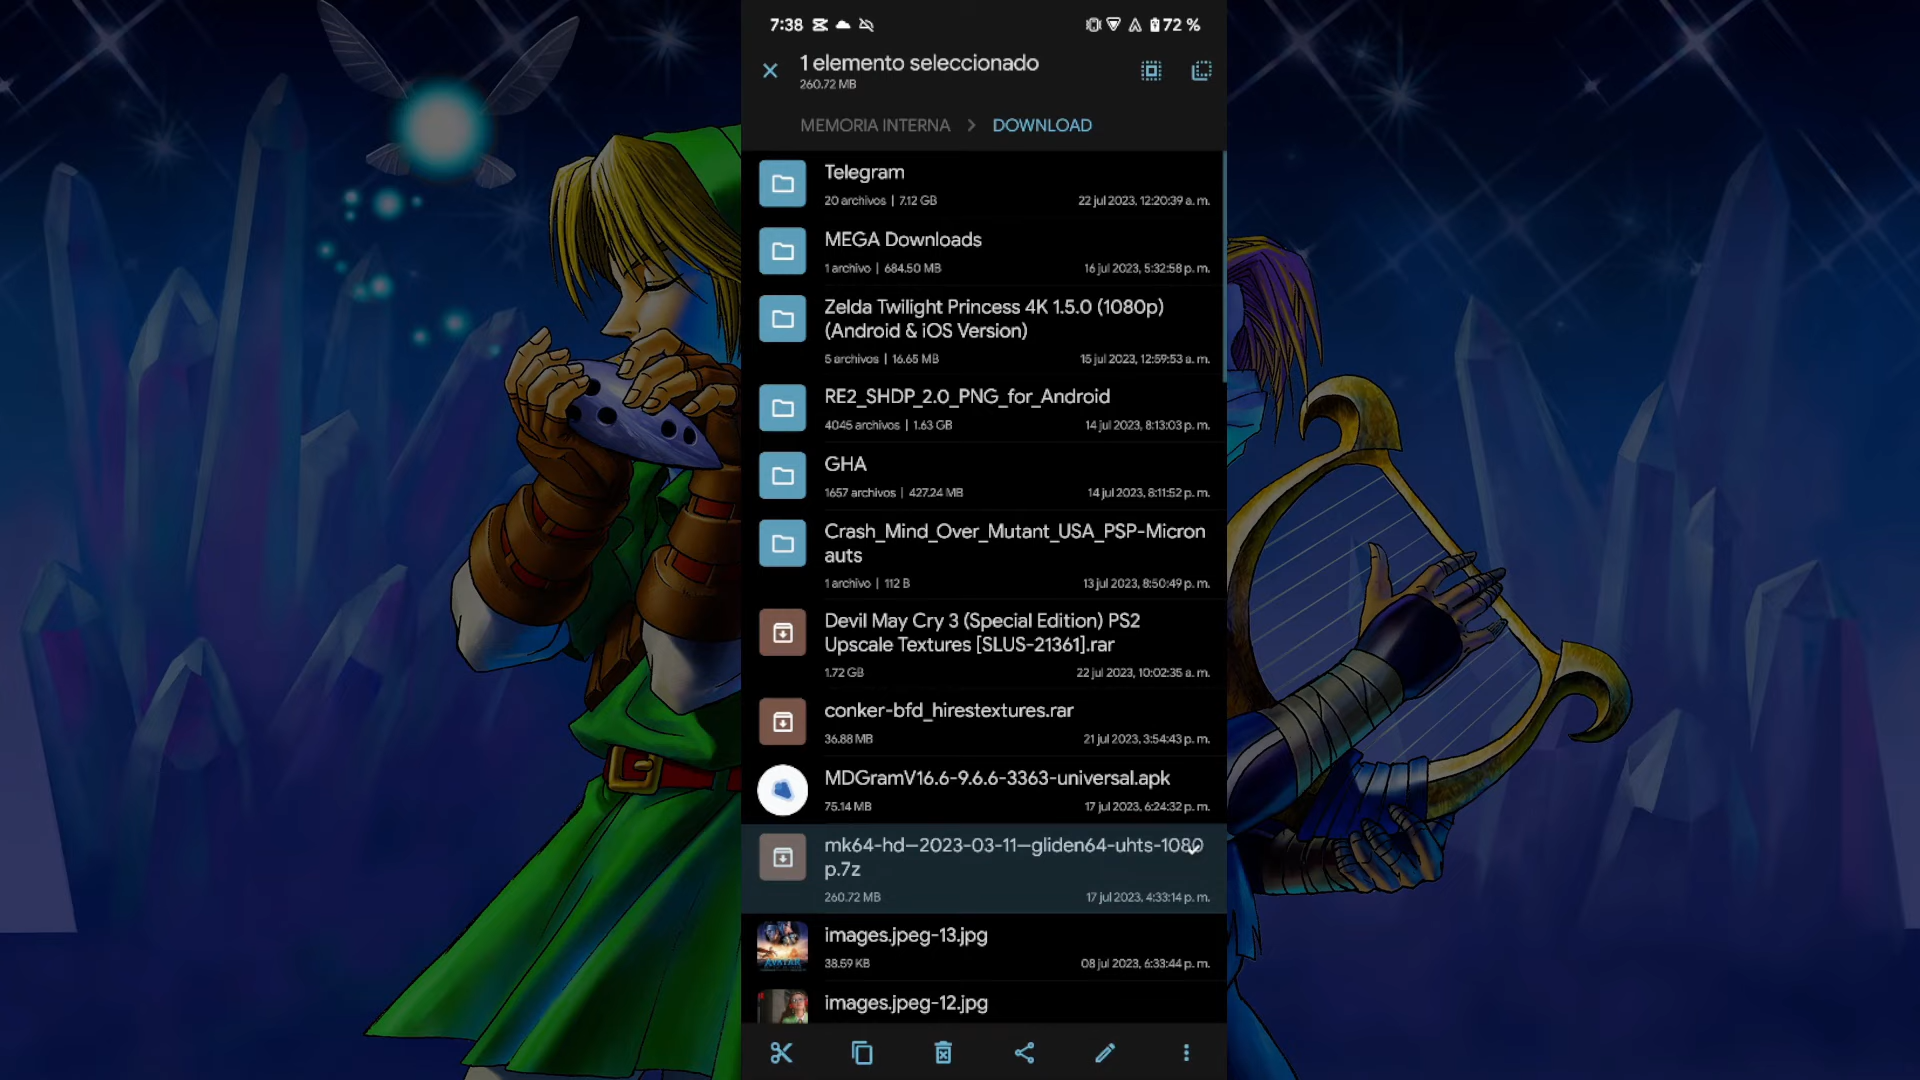 7:38
72 %
1 elemento seleccionado
260.72 MB
MEMORIA INTERNA > DOWNLOAD
Telegram
20 archivos | 7.12 GB
22 jul 2023, 12:20:39 a. m.
MEGA Downloads
1 archivo | 684.50 MB
16 jul 2023, 5:32:58 p. m.
Zelda Twilight Princess 4K 1.5.0 (1080p)
(Android & iOS Version)
5 archivos | 16.65 MB
15 jul 2023, 12:59:53 a. m.
RE2_SHDP_2.0_PNG_for_Android
4045 archivos | 1.63 GB
14 jul 2023, 8:13:03 p. m.
GHA
1657 archivos | 427.24 MB
14 jul 2023, 8:11:52 p. m.
Crash_Mind_Over_Mutant_USA_PSP-Micron
auts
1 archivo | 112 B
13 jul 2023, 8:50:49 p. m.
Devil May Cry 3 (Special Edition) PS2
Upscale Textures [SLUS-21361].rar
1.72 GB
22 jul 2023, 10:02:35 a. m.
conker-bfd_hirestextures.rar
36.88 MB
21 jul 2023, 3:54:43 p. m.
MDGramV16.6-9.6.6-3363-universal.apk
75.14 MB
17 jul 2023, 6:24:32 p. m.
mk64-hd—2023-03-11—gliden64-uhts-1080
p.7z
260.72 MB
17 jul 2023, 4:33:14 p. m.
AVATAR
images.jpeg-13.jpg
38.59 KB
08 jul 2023, 6:33:44 p. m.
images.jpeg-12.jpg